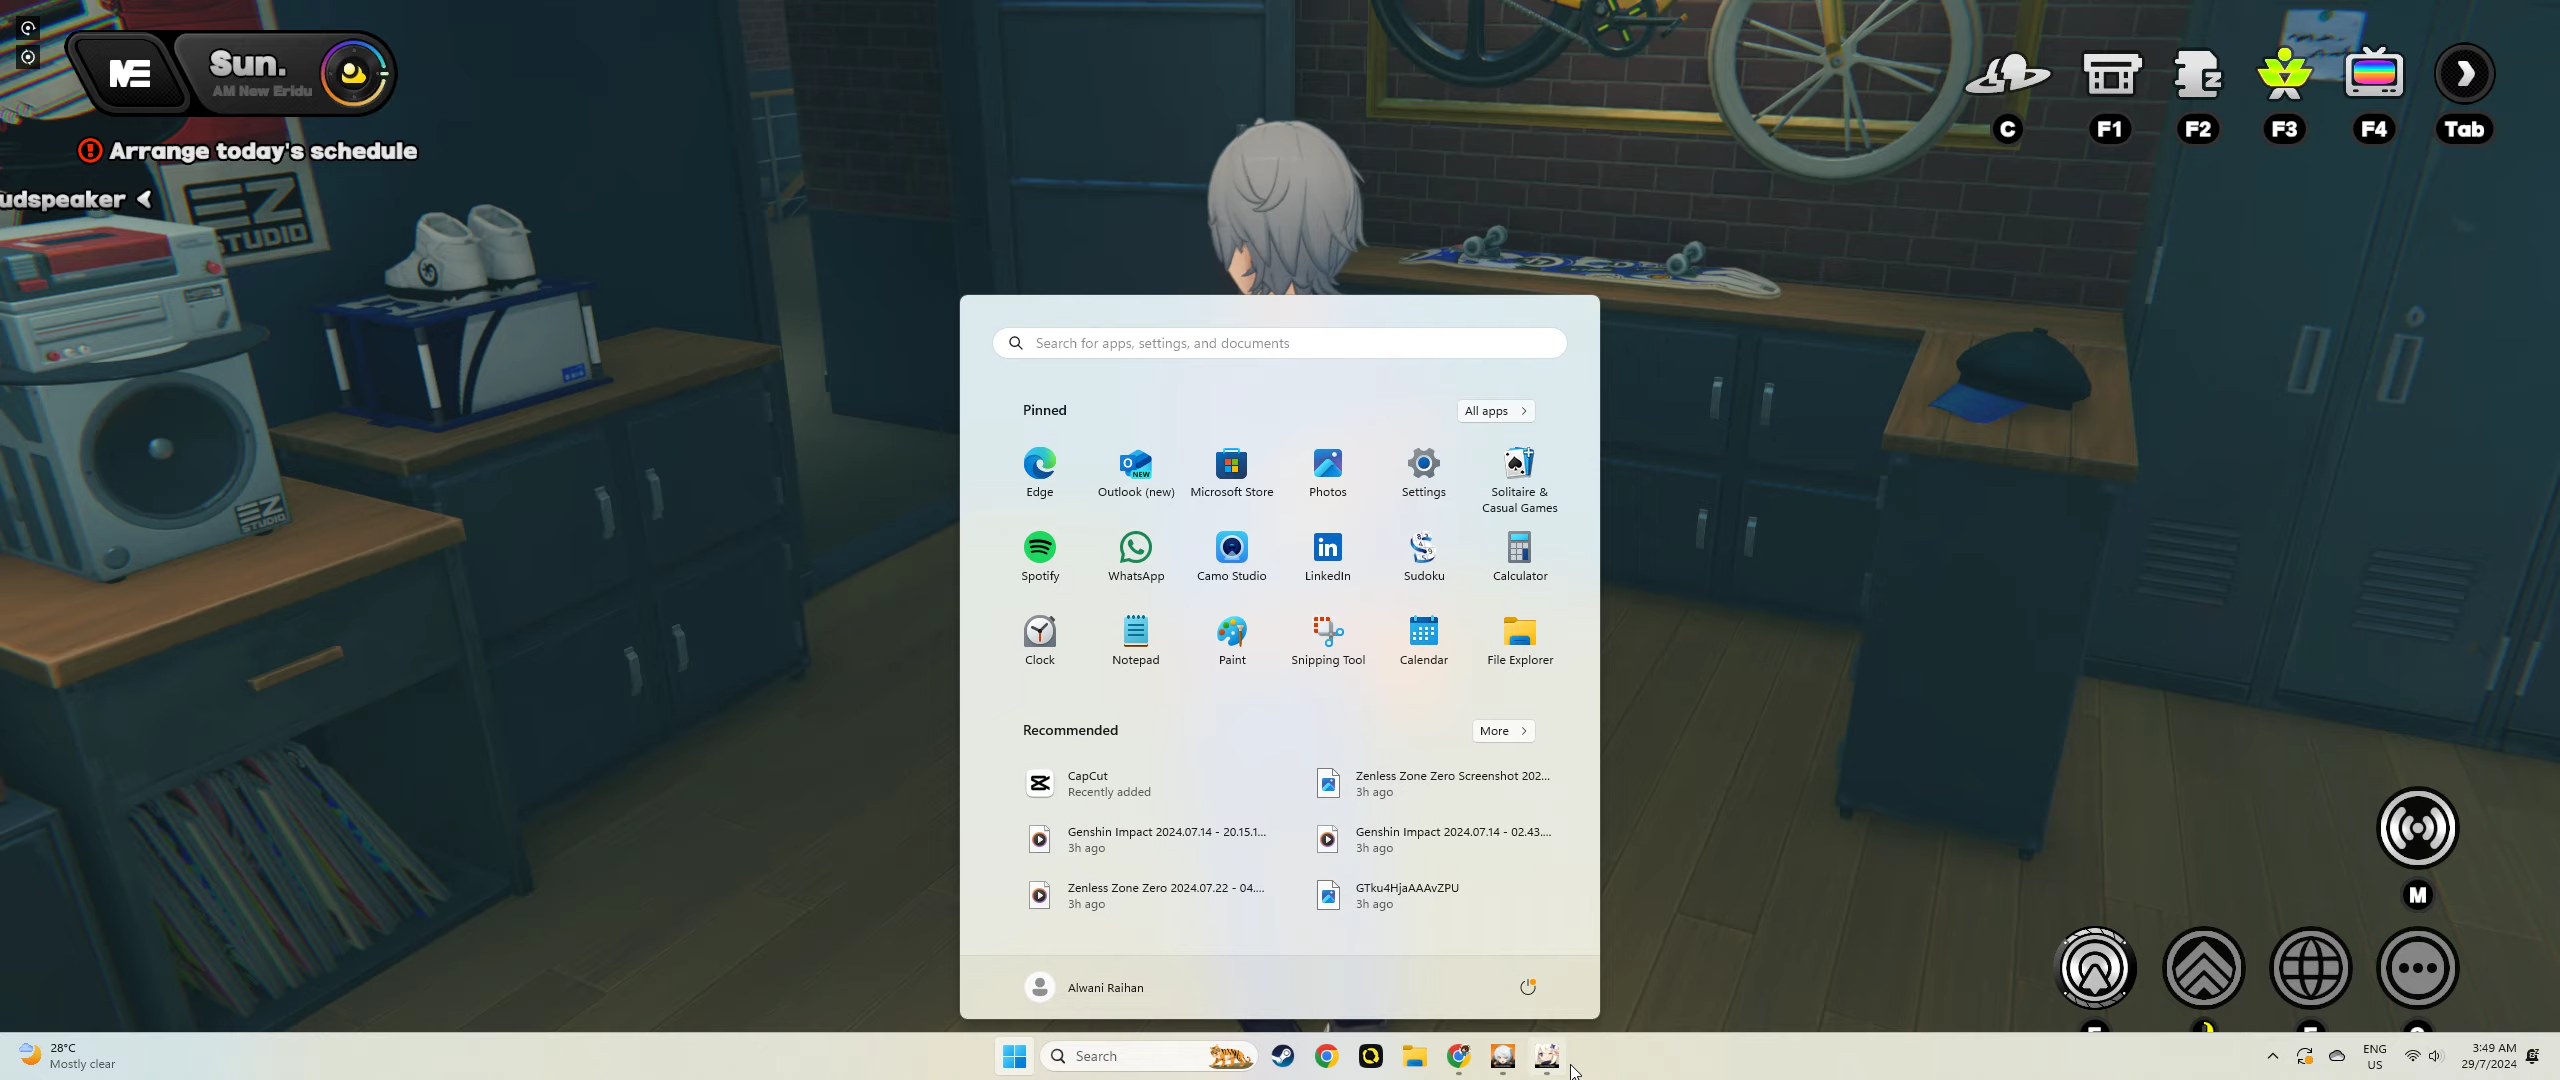 Sun.
AM New Eridu
Arrange today's schedule
udspeaker
EZ
STUDIO
EZ
STUDIO
C
F1
F2
F3
F4
Tab
Search for apps, settings, and documents
Pinned
All apps
Edge
Outlook (new)
Microsoft Store
Photos
Settings
Solitaire &
Casual Games
Spotify
WhatsApp
Camo Studio
LinkedIn
Sudoku
Calculator
Clock
Notepad
Paint
Snipping Tool
Calendar
File Explorer
Recommended
More
CapCut
Recently added
Zenless Zone Zero Screenshot 202...
3h ago
Genshin Impact 2024.07.14 - 20.15.1...
3h ago
Genshin Impact 2024.07.14 - 02.43....
3h ago
Zenless Zone Zero 2024.07.22 - 04....
3h ago
GTku4HjaAAAvZPU
3h ago
Alwani Raihan
M
28°C
Mostly clear
Search
ENG
US
3:49 AM
29/7/2024